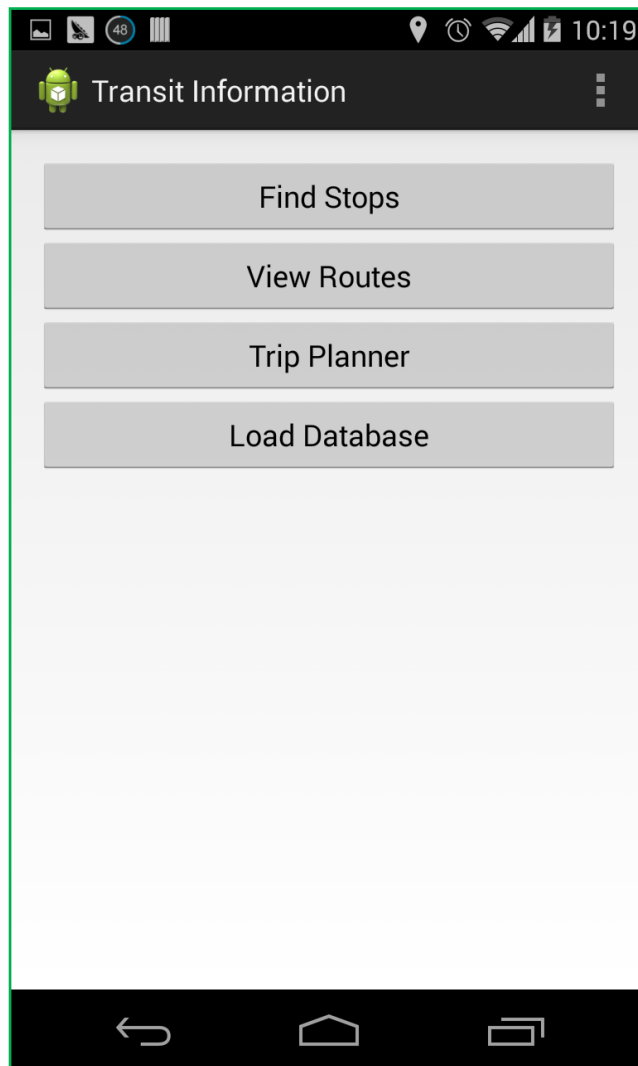 48
10:19
Transit Information
Find Stops
View Routes
Trip Planner
Load Database